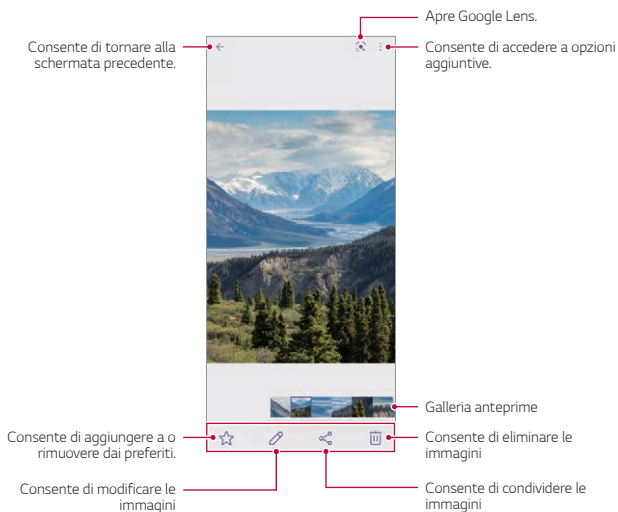 Apre Google Lens.
Consente di tornare alla
schermata precedente.
Consente di accedere a opzioni
aggiuntive.
Galleria anteprime
Consente di aggiungere a o
rimuovere dai preferiti.
Consente di eliminare le
immagini
Consente di modificare le
immagini
Consente di condividere le
immagini